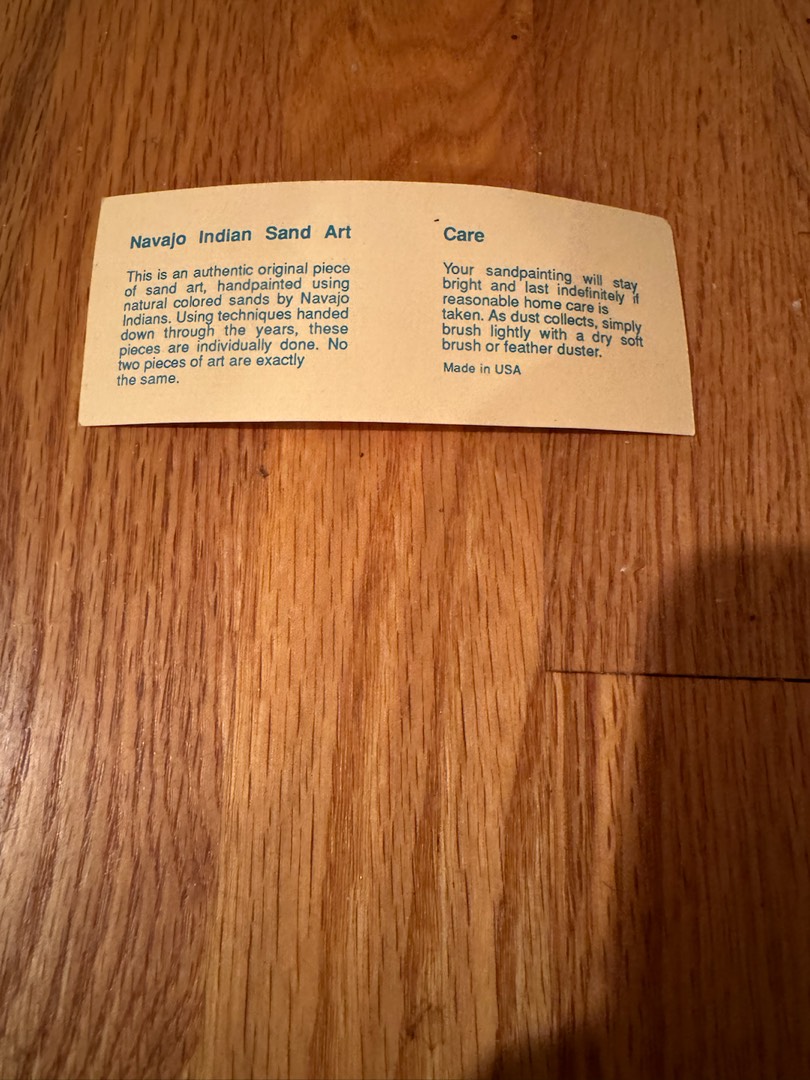 Navajo Indian Sand Art
This is an authentic original piece
of sand art, handpainted using
natural colored sands by Navajo
Indians. Using techniques handed
down through the years, these
pieces are individually done. No
two pieces of art are exactly
the same.
Care
Your sandpainting will stay
bright and last indefinitely if
reasonable home care is
taken. As dust collects, simply
brush lightly with a dry soft
brush or feather duster.
Made in USA